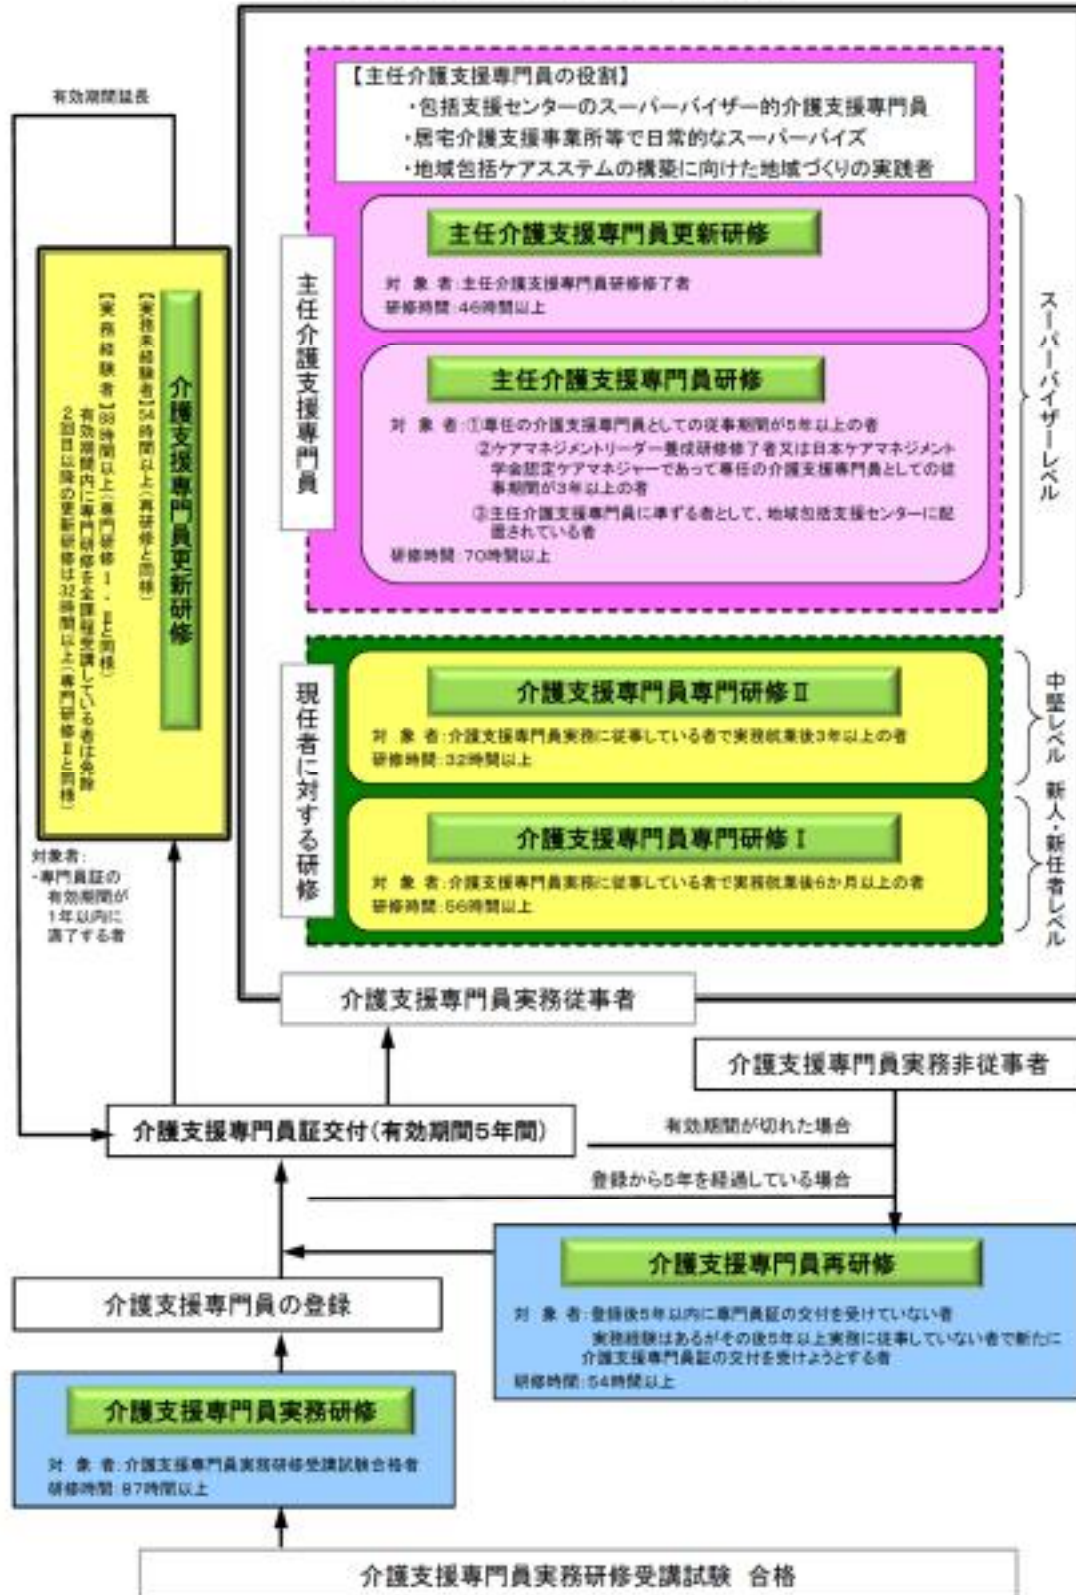 有効期間延長
【主任介護支援専門員の役割】
・包括支援センターのスーパーバイザー的介護支援専門員
・居宅介護支援事業所等で日常的なスーパーバイズ
・地域包括ケアスステムの構築に向けた地域づくりの実践者
主任介護支援専門員
主任介護支援専門員更新研修
対 象 者:主任介護支援専門員研修修了者
研修時間:46時間以上
主任介護支援専門員研修
対 象 者:①専任の介護支援専門員としての従事期間が5年以上の者
②ケアマネジメントリーダー養成研修修了者又は日本ケアマネジメント
学会認定ケアマネジャーであって専任の介護支援専門員としての従
事期間が3年以上の者
③主任介護支援専門員に準ずる者として、地域包括支援センターに配
置されている者
研修時間:70時間以上
スーパーバイザーレベル
介護支援専門員更新研修
【実務未経験者】54時間以上(再研修と同様)
【実務経験者】88時間以上(専門研修Ⅰ・Ⅱと同様)
有効期間内に専門研修を全課程受講している者は免除
2回目以降の更新研修は32時間以上(専門研修Ⅱと同様)
対象者:
・専門員証の
有効期間が
1年以内に
満了する者
現任者に対する研修
介護支援専門員専門研修Ⅱ
対 象 者:介護支援専門員実務に従事している者で実務就業後3年以上の者
研修時間:32時間以上
中堅レベル
介護支援専門員専門研修Ⅰ
対 象 者:介護支援専門員実務に従事している者で実務就業後6か月以上の者
研修時間:56時間以上
新人・新任者レベル
介護支援専門員実務従事者
介護支援専門員実務非従事者
介護支援専門員証交付(有効期間5年間)
有効期間が切れた場合
登録から5年を経過している場合
介護支援専門員再研修
対 象 者:登録後5年以内に専門員証の交付を受けていない者
実務経験はあるがその後5年以上実務に従事していない者で新たに
介護支援専門員証の交付を受けようとする者
研修時間:54時間以上
介護支援専門員の登録
介護支援専門員実務研修
対 象 者:介護支援専門員実務研修受講試験合格者
研修時間:87時間以上
介護支援専門員実務研修受講試験 合格